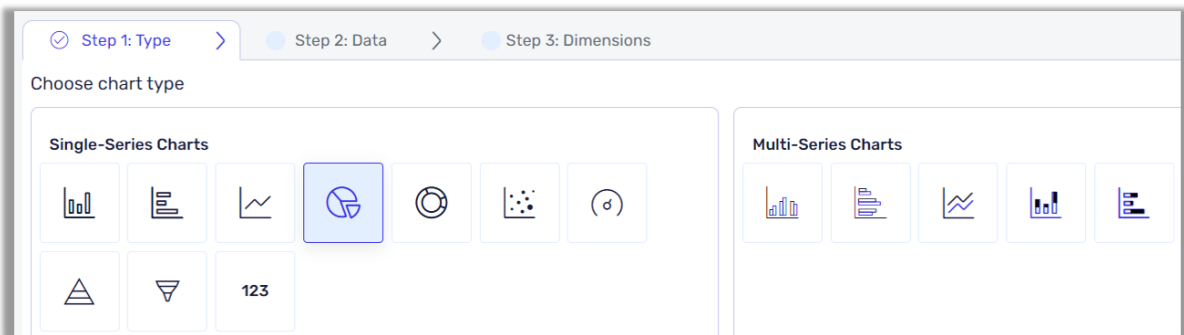 Step 1: Type
Step 2: Data
Step 3: Dimensions
Choose chart type
Single-Series Charts
Multi-Series Charts
123